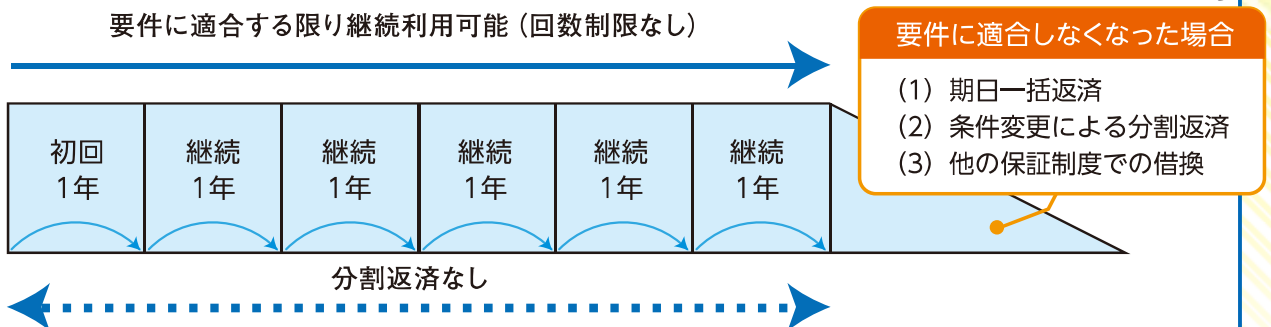 要件に適合する限り継続利用可能（回数制限なし）
要件に適合しなくなった場合
（1）期日一括返済
（2）条件変更による分割返済
（3）他の保証制度での借換
初回
1年
継続
1年
継続
1年
継続
1年
継続
1年
継続
1年
分割返済なし